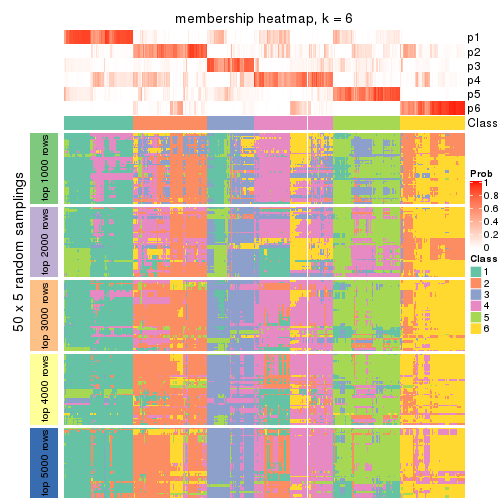 membership heatmap, k = 6
p1
p2
p3
p4
p5
p6
Class
50 x 5 random samplings
top 1000 rows
top 2000 rows
top 3000 rows
top 4000 rows
top 5000 rows
Prob
0.8
0.6
0.4
0.2
0
Class
1
2
3
4
5
6